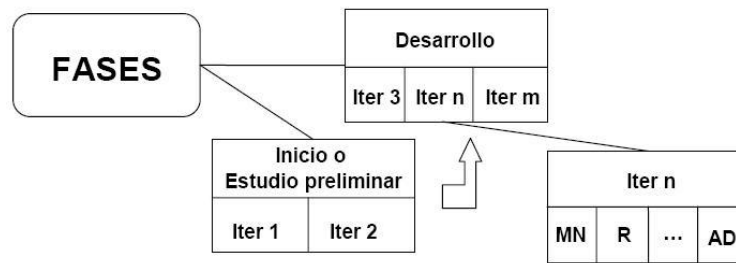 FASES
Desarrollo
Iter 3 Iter n Iter m
Inicio o
Estudio preliminar
Iter 1 Iter 2
Iter n
MN R ... AD